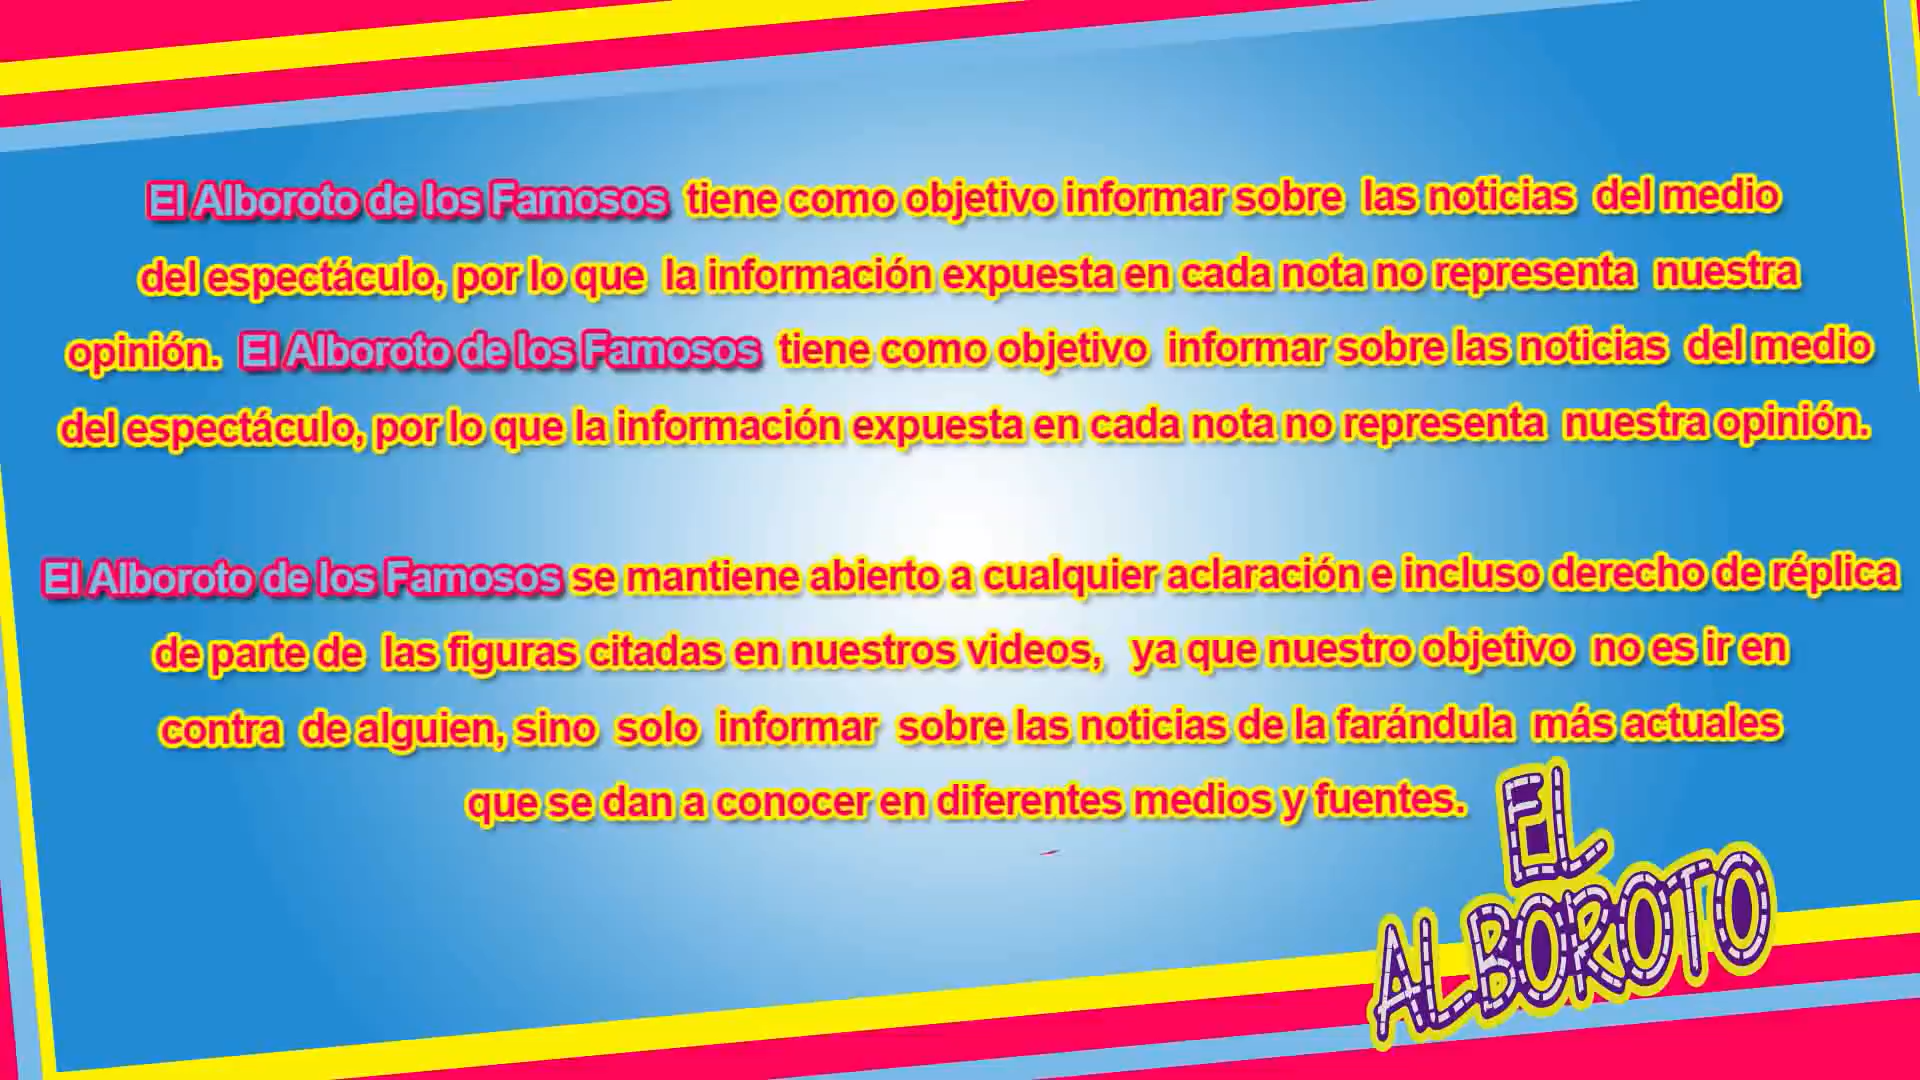 El Alboroto de los Famosos tiene como objetivo informar sobre las noticias del medio
del espectáculo, por lo que la información expuesta en cada nota no representa nuestra
opinión. El Alboroto de los Famosos tiene como objetivo informar sobre las noticias del medio
del espectáculo, por lo que la información expuesta en cada nota no representa nuestra opinión.
El Alboroto de los Famosos se mantiene abierto a cualquier aclaración e incluso derecho de réplica
de parte de las figuras citadas en nuestros videos, ya que nuestro objetivo no es ir en
contra de alguien, sino solo informar sobre las noticias de la farándula más actuales
que se dan a conocer en diferentes medios y fuentes.
EL
ALBOROTO